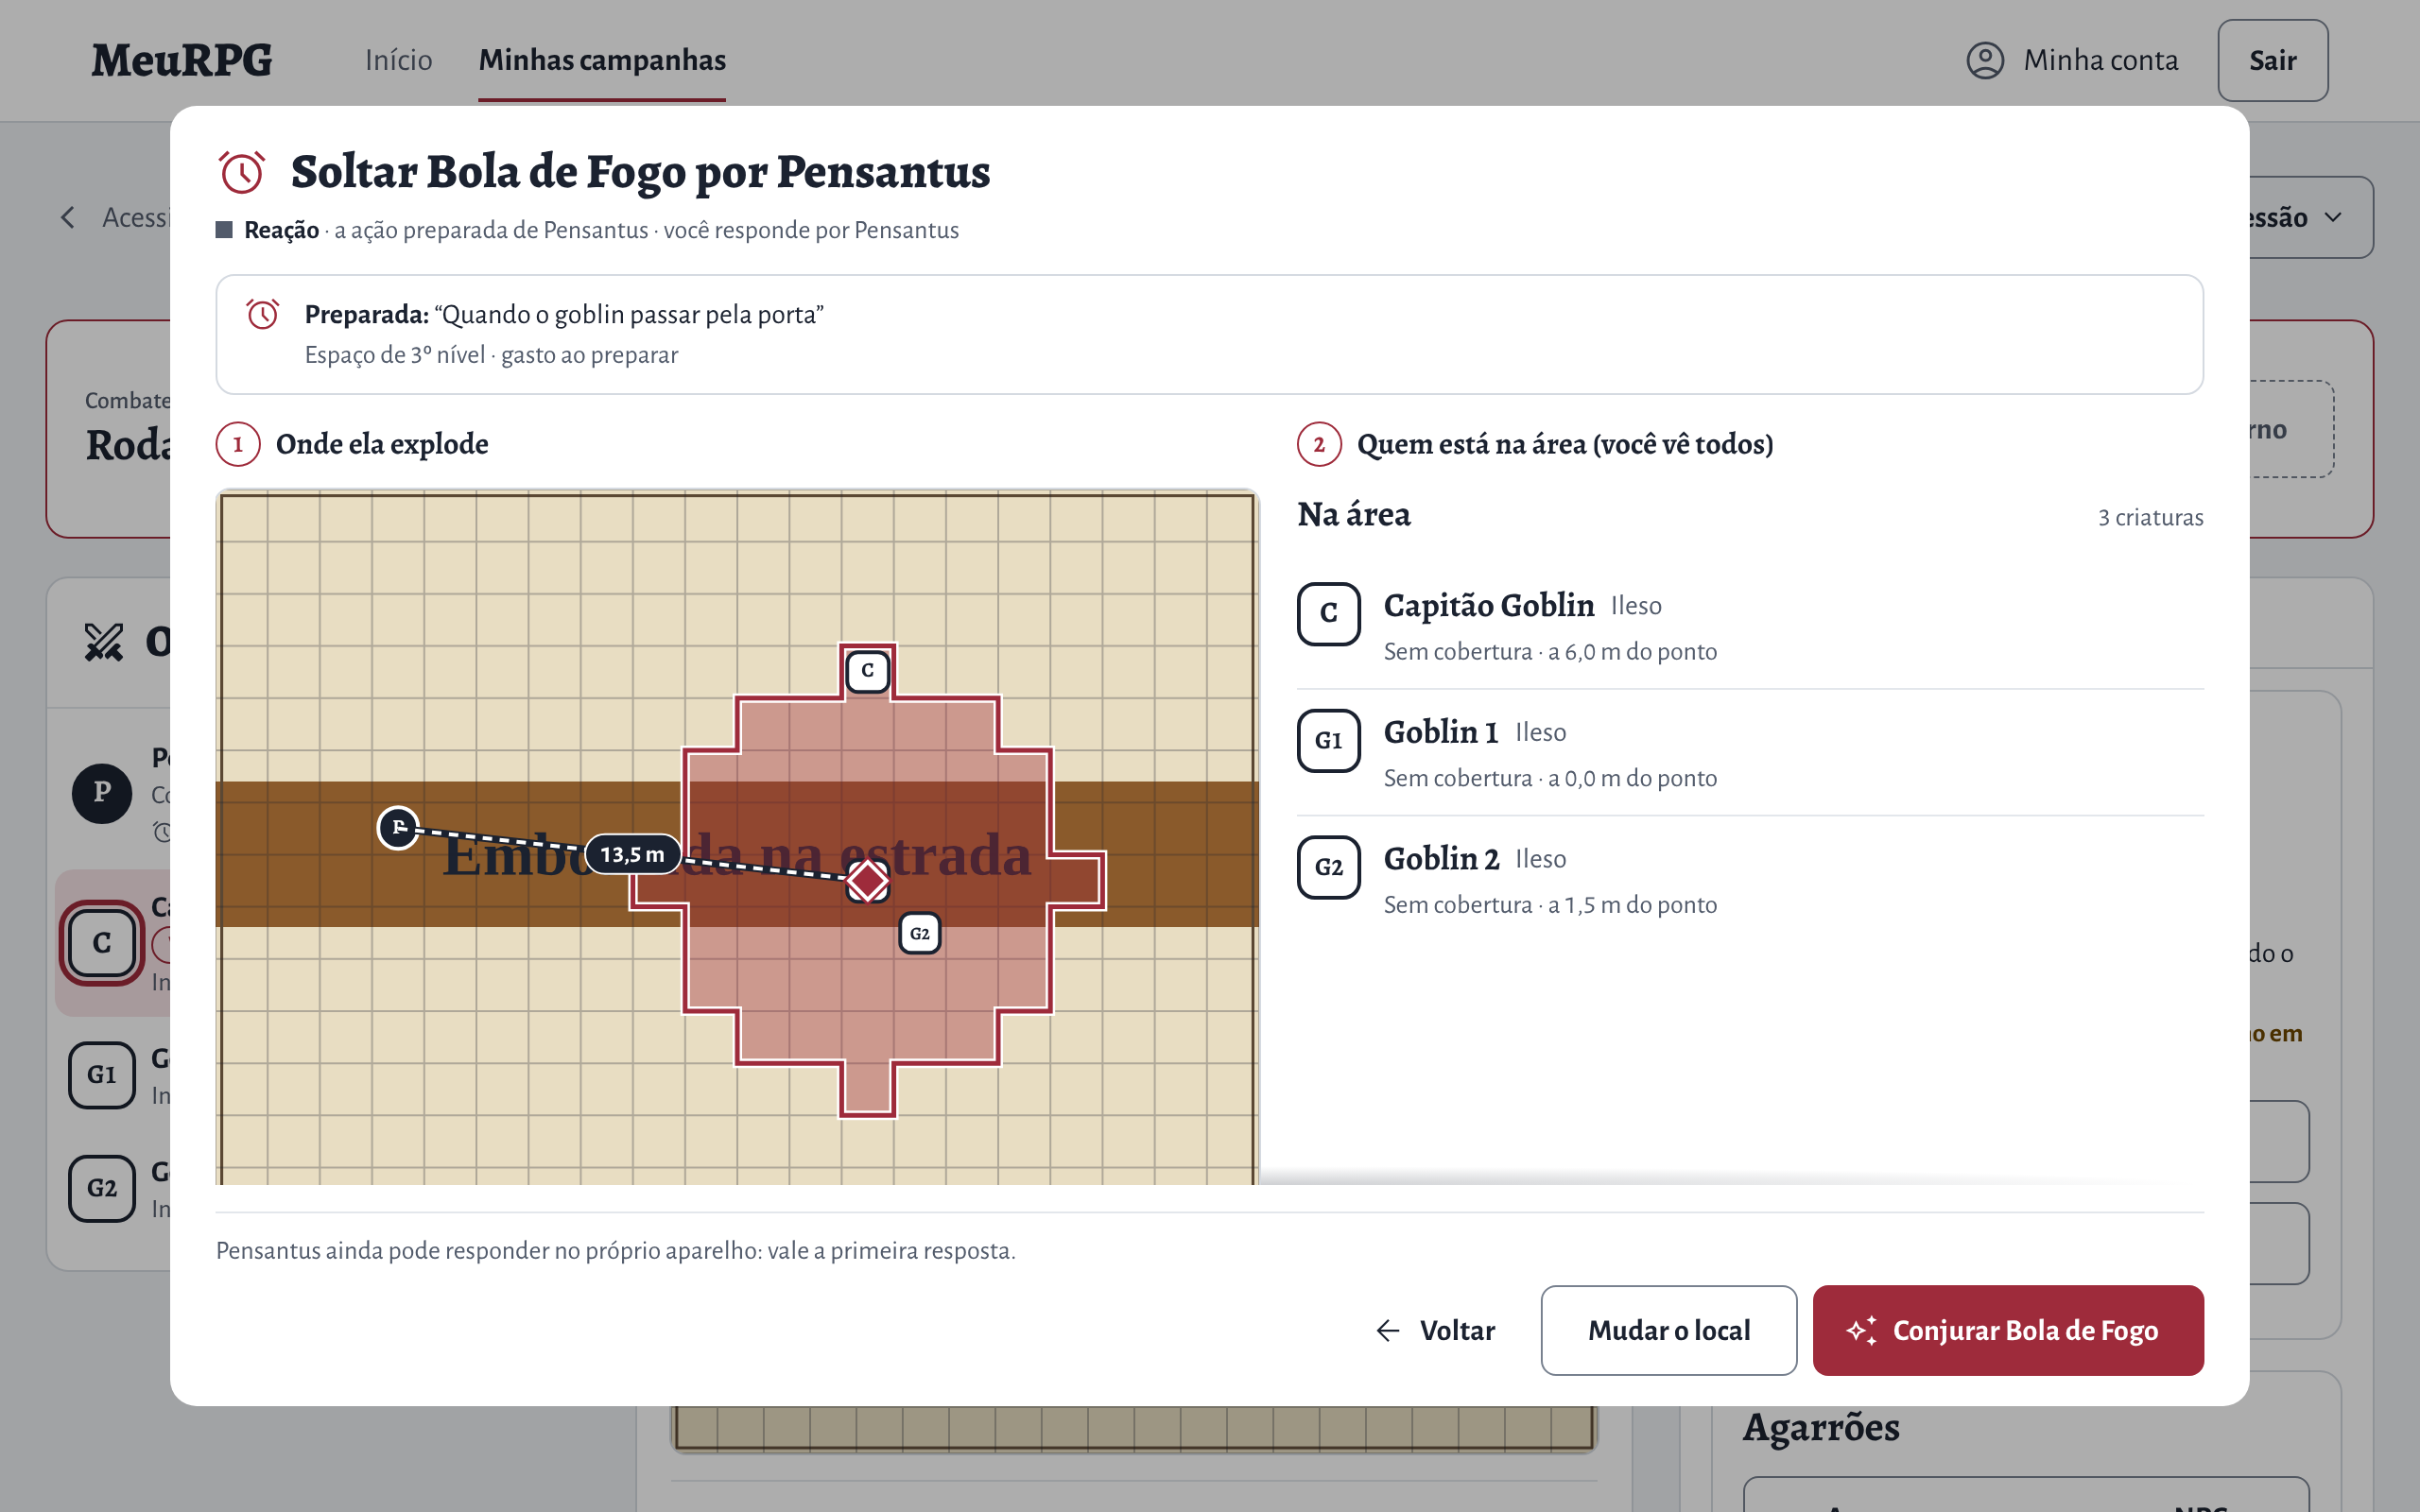 MeuRPG
Início
Minhas campanhas
Minha conta
Sair
Soltar Bola de Fogo por Pensantus
Reação · a ação preparada de Pensantus · você responde por Pensantus
Preparada: “Quando o goblin passar pela porta”
Espaço de 3º nível · gasto ao preparar
Combate
1 Onde ela explode
2 Quem está na área (você vê todos)
Na área
3 criaturas
C
Capitão Goblin Ileso
Sem cobertura · a 6,0 m do ponto
G1
Goblin 1 Ileso
Sem cobertura · a 0,0 m do ponto
G2
Goblin 2 Ileso
Sem cobertura · a 1,5 m do ponto
C
13,5 m
na estrada
G2
P
C
G1
G2
Pensantus ainda pode responder no próprio aparelho: vale a primeira resposta.
Voltar
Mudar o local
Conjurar Bola de Fogo
Agarrões